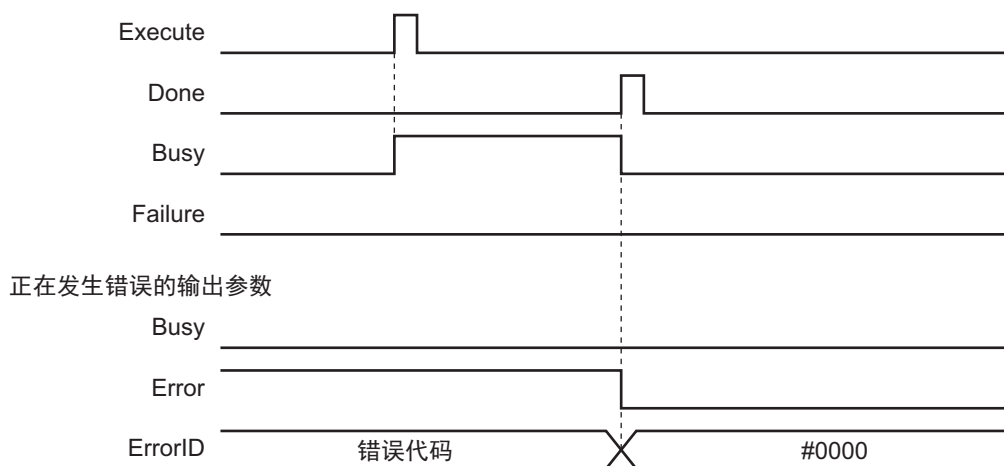 Execute
Done
Busy
Failure
正在发生错误的输出参数
Busy
Error
ErrorID 错误代码 #0000